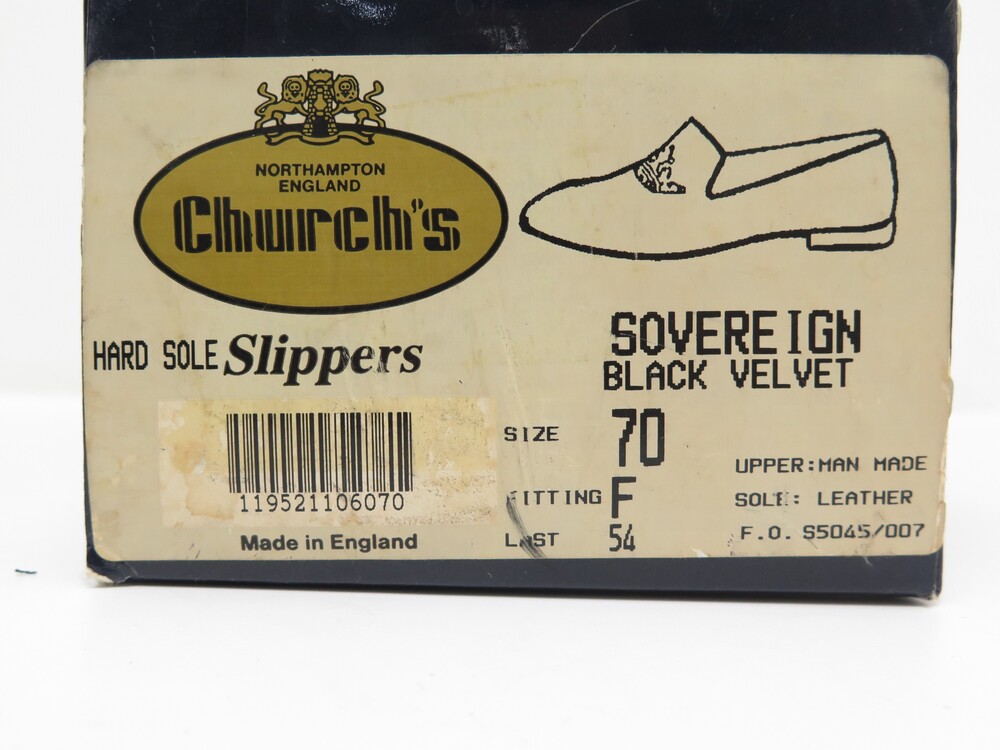 NORTHAMPTON
ENGLAND
Church's
HARD SOLE Slippers
119521106070
Made in England
SOVEREIGN
BLACK VELVET
SIZE 70
FITTING F
LAST 54
UPPER:MAN MADE
SOLE: LEATHER
F.O. S5045/007